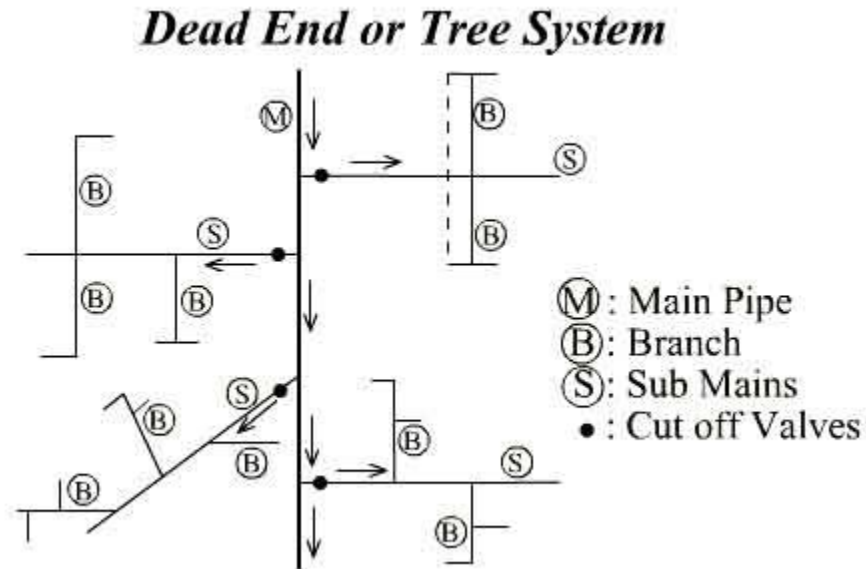 Dead End or Tree System
M
B
S
B
S
B
B
B
M : Main Pipe
B : Branch
S : Sub Mains
• : Cut off Valves
S
B
B
B
B
S
B